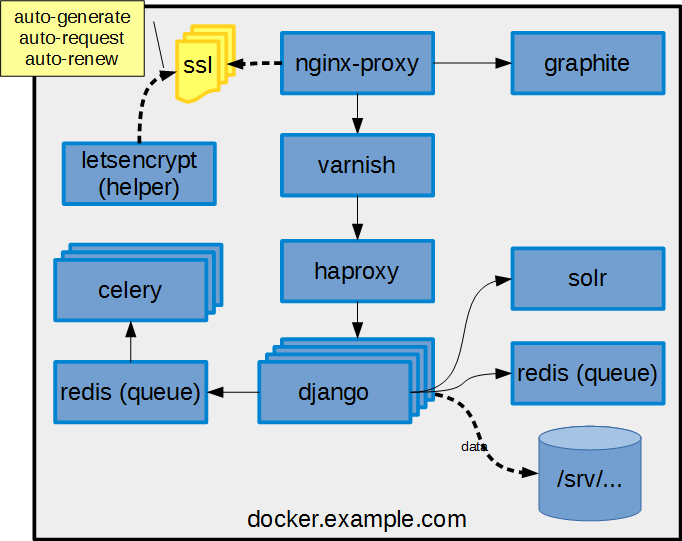 auto-generate
auto-request
auto-renew
ssl
nginx-proxy
graphite
letsencrypt
(helper)
varnish
haproxy
solr
celery
redis (queue)
django
redis (queue)
data
/srv/...
docker.example.com